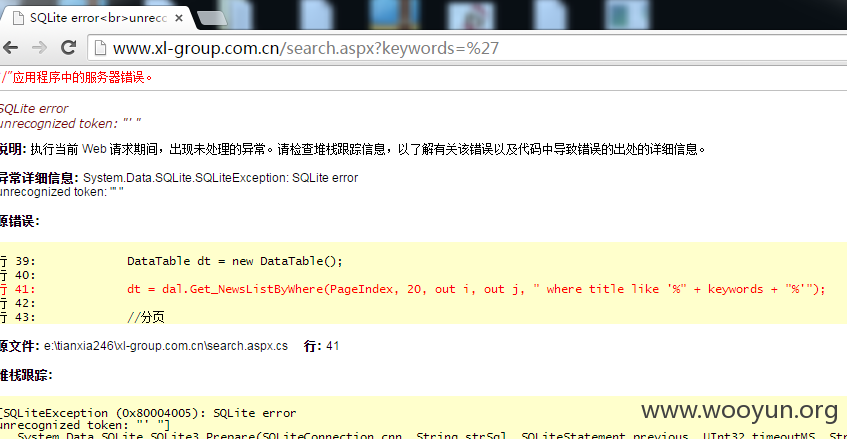 SQLite error<br>unrecc
www.xl-group.com.cn/search.aspx?keywords=%27
/"应用程序中的服务器错误。
SQLite error
unrecognized token: "' "
说明: 执行当前 Web 请求期间，出现未处理的异常。请检查堆栈跟踪信息，以了解有关该错误以及代码中导致错误的出处的详细信息。
异常详细信息: System.Data.SQLite.SQLiteException: SQLite error
unrecognized token: "' "
源错误:
行 39: DataTable dt = new DataTable();
行 40:
行 41: dt = dal.Get_NewsListByWhere(PageIndex, 20, out i, out j, " where title like '%" + keywords + "%'");
行 42:
行 43: //分页
源文件: e:\tianxia246\xl-group.com.cn\search.aspx.cs 行: 41
堆栈跟踪:
[SQLiteException (0x80004005): SQLite error
unrecognized token: "' "]
System.Data.SQLite.SQLite3.Prepare(SQLiteConnection cnn, String strSql, SQLiteStatement previous, UInt32 timeoutMS, St
www.wooyun.org